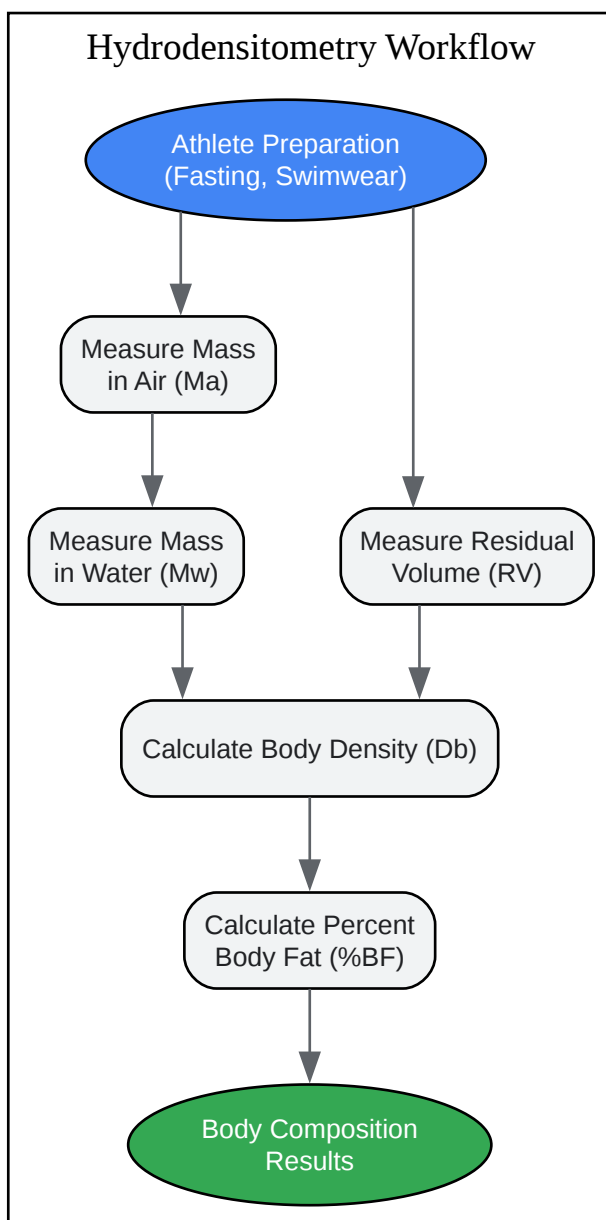 Hydrodensitometry Workflow
Athlete Preparation
(Fasting, Swimwear)
Measure Mass
in Air (Ma)
Measure Mass
in Water (Mw)
Measure Residual
Volume (RV)
Calculate Body Density (Db)
Calculate Percent
Body Fat (%BF)
Body Composition
Results